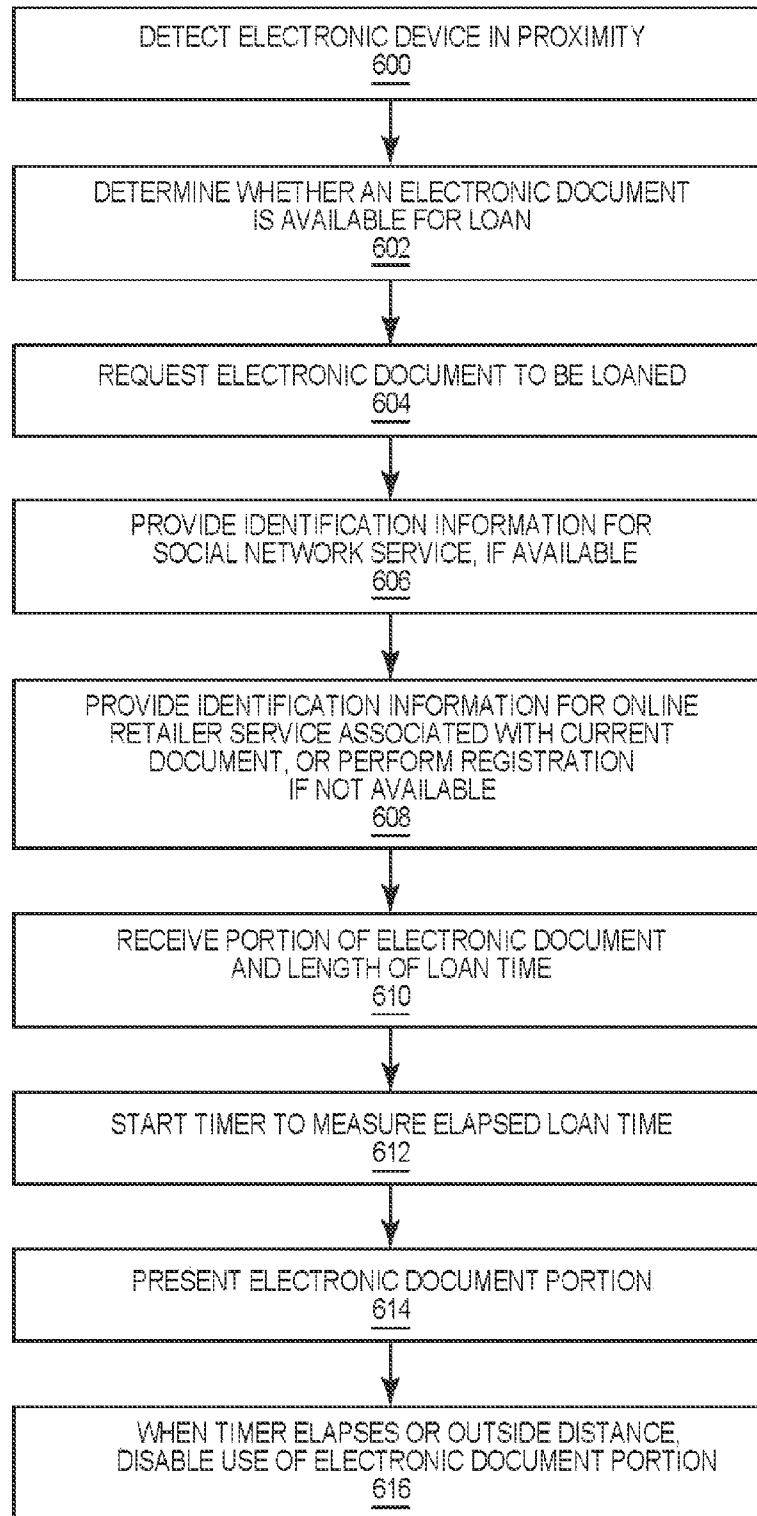 DETECT ELECTRONIC DEVICE IN PROXIMITY
600
DETERMINE WHETHER AN ELECTRONIC DOCUMENT
IS AVAILABLE FOR LOAN
602
REQUEST ELECTRONIC DOCUMENT TO BE LOANED
604
PROVIDE IDENTIFICATION INFORMATION FOR
SOCIAL NETWORK SERVICE, IF AVAILABLE
606
PROVIDE IDENTIFICATION INFORMATION FOR ONLINE
RETAILER SERVICE ASSOCIATED WITH CURRENT
DOCUMENT, OR PERFORM REGISTRATION
IF NOT AVAILABLE
608
RECEIVE PORTION OF ELECTRONIC DOCUMENT
AND LENGTH OF LOAN TIME
610
START TIMER TO MEASURE ELAPSED LOAN TIME
612
PRESENT ELECTRONIC DOCUMENT PORTION
614
WHEN TIMER ELAPSES OR OUTSIDE DISTANCE,
DISABLE USE OF ELECTRONIC DOCUMENT PORTION
616